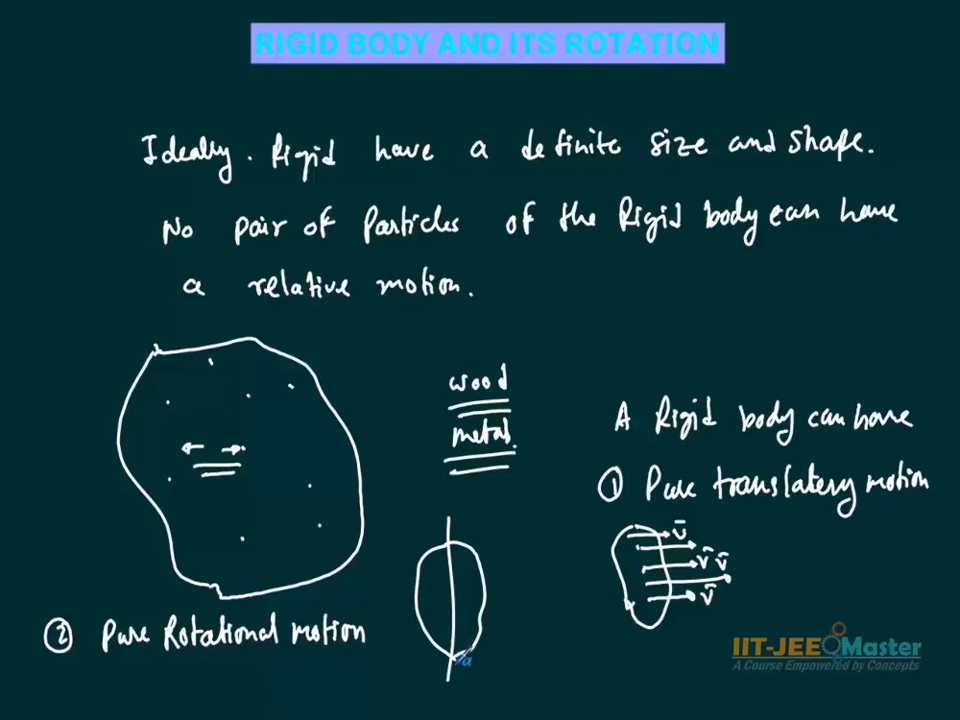 RIGID BODY AND ITS ROTATION
Ideally. Rigid have a definite size and shape.
No pair of Particles of the Rigid body can have
a relative motion.
wood
metal.
A Rigid body can have
① Pure translatery motion
v̄
v̄ v̄
v̄
② Pure Rotational motion
IIT-JEE Master
A Course Empowered by Concepts